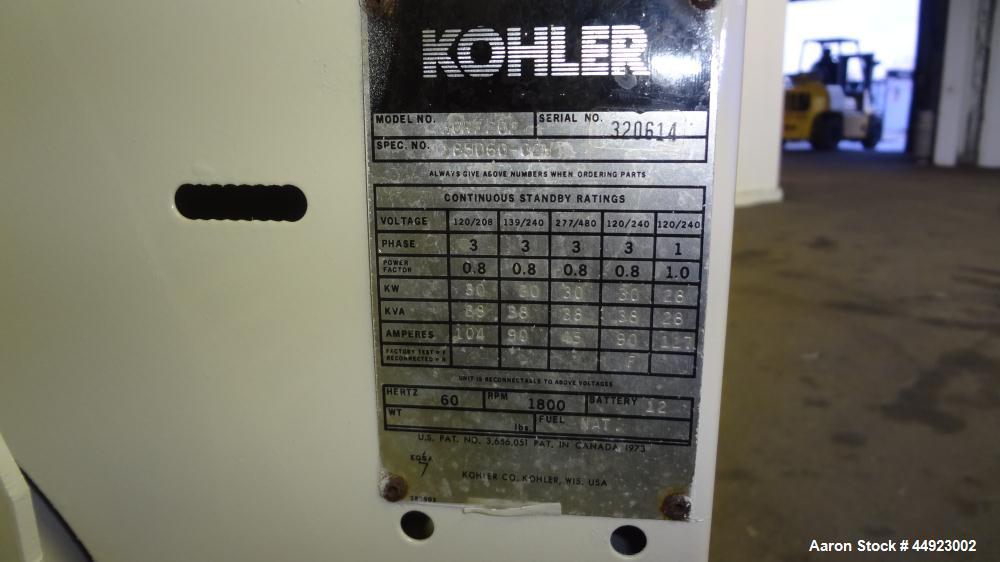 KOHLER
MODEL NO. SERIAL NO. 320614
SPEC. NO.
ALWAYS GIVE ABOVE NUMBERS WHEN ORDERING PARTS
CONTINUOUS STANDBY RATINGS
VOLTAGE 120/208 139/240 277/480 120/240 120/240
PHASE 3 3 3 3 1
POWER FACTOR 0.8 0.8 0.8 0.8 1.0
KW 30 30 30 30 28
KVA 38 38 38 38 28
AMPERES 104 90 45 90 117
FACTORY TEST = F
RECONNECTED = R F
UNIT IS RECONNECTABLE TO ABOVE VOLTAGES
HERTZ 60 RPM 1800 BATTERY 12
WT lbs. FUEL NAT.
U.S. PAT. NO. 3,656,051 PAT. IN CANADA 1973
KOHLER CO. KOHLER, WIS. USA
Aaron Stock # 44923002